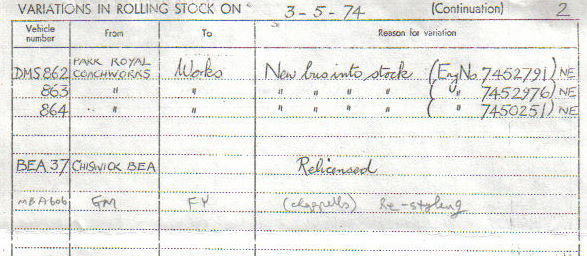 VARIATIONS IN ROLLING STOCK ON 3-5-74 (Continuation) 2
Vehicle number From To Reason for variation
DMS 862 PARK ROYAL COACHWORKS Works New bus into stock (Eng No. 7452791) NE
863 " " " " " " ( " " 7452976) NE
864 " " " " " " ( " " 7450251) NE
BEA 37 CHISWICK BEA Relicensed
MBA 606 GM FY Re-styling